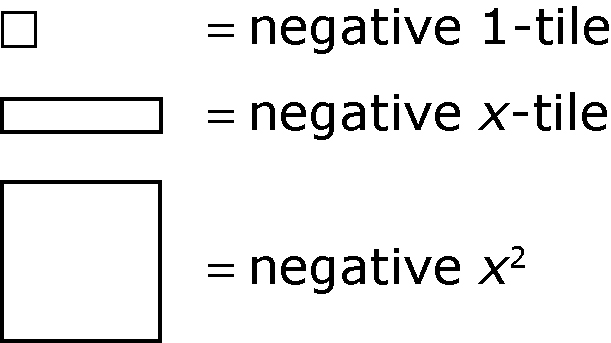 = negative 1-tile
= negative x-tile
= negative x²